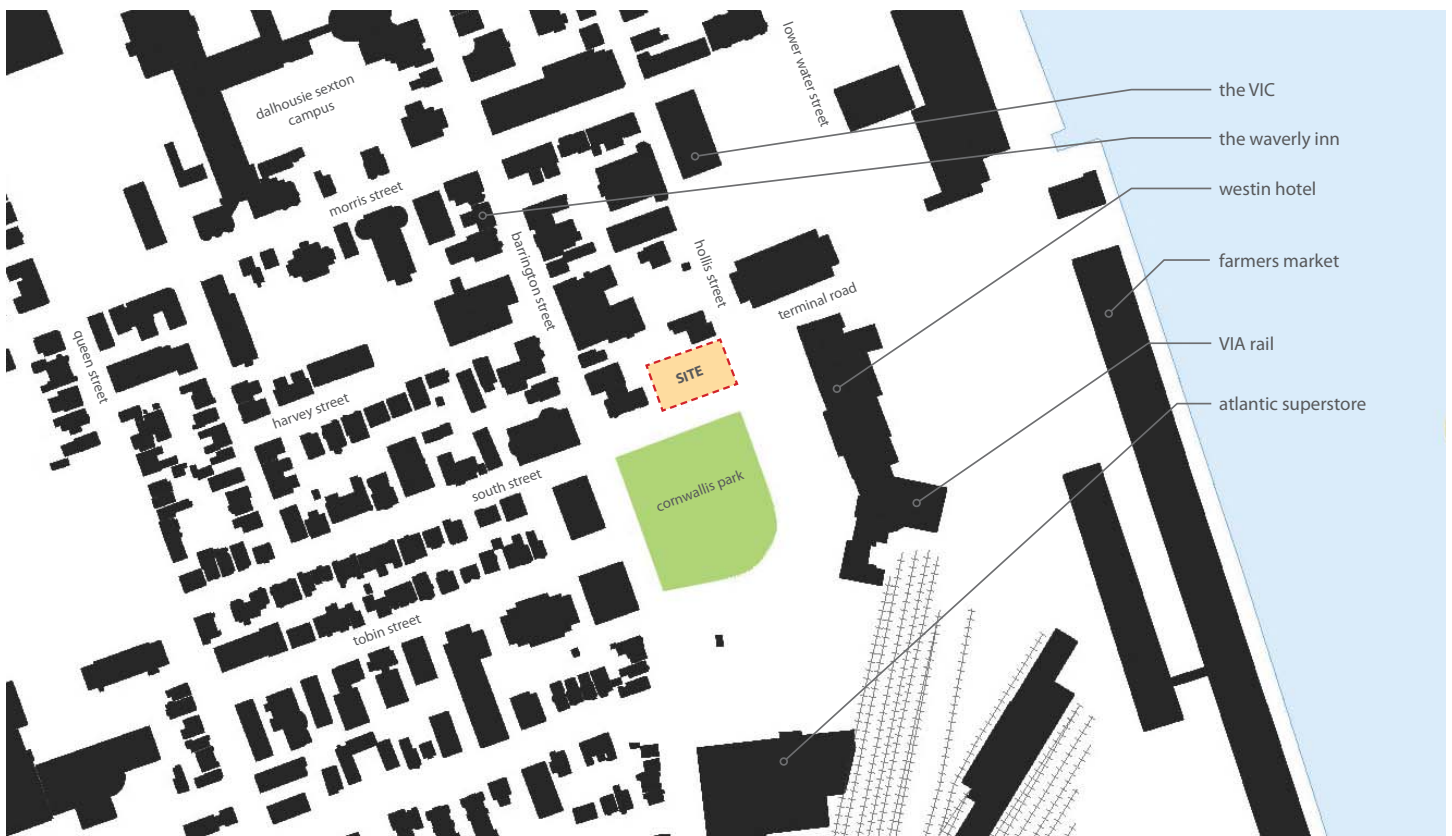 lower water street
the VIC
dalhousie sexton
campus
the waverly inn
morris street
westin hotel
barrington street
hollis street
farmers market
terminal road
queen street
VIA rail
SITE
harvey street
atlantic superstore
south street
cornwallis park
tobin street